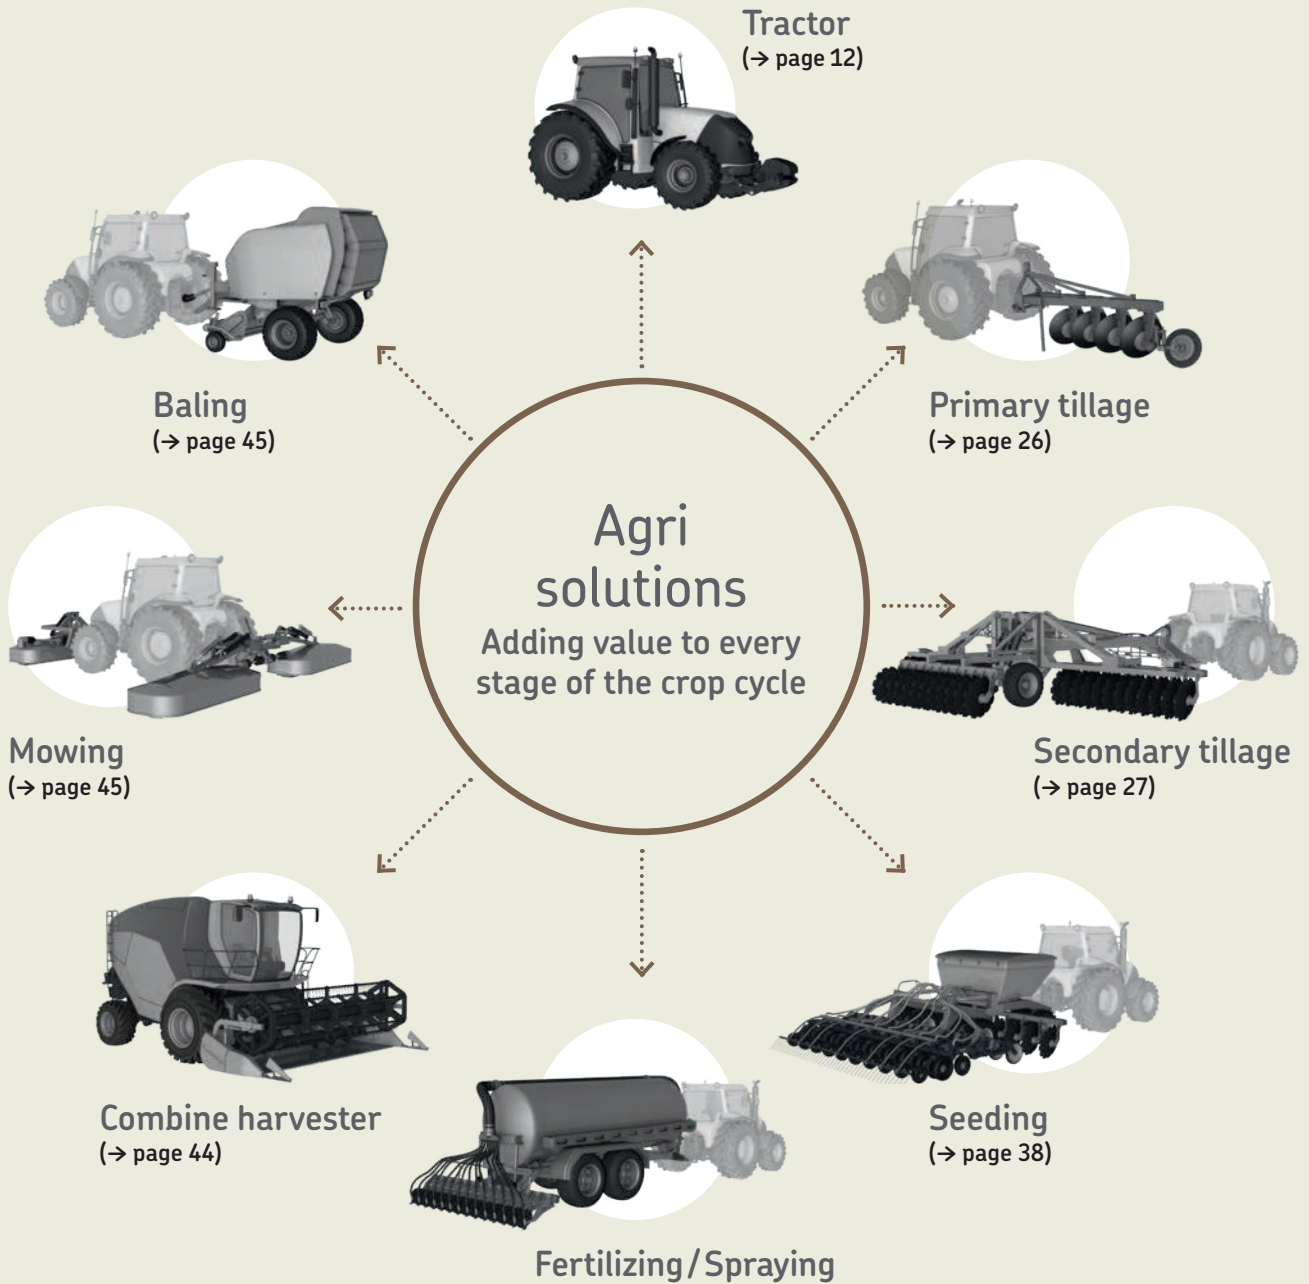 Tractor
(→ page 12)
Baling
(→ page 45)
Primary tillage
(→ page 26)
Agri
solutions
Adding value to every
stage of the crop cycle
Mowing
(→ page 45)
Secondary tillage
(→ page 27)
Combine harvester
(→ page 44)
Seeding
(→ page 38)
Fertilizing / Spraying